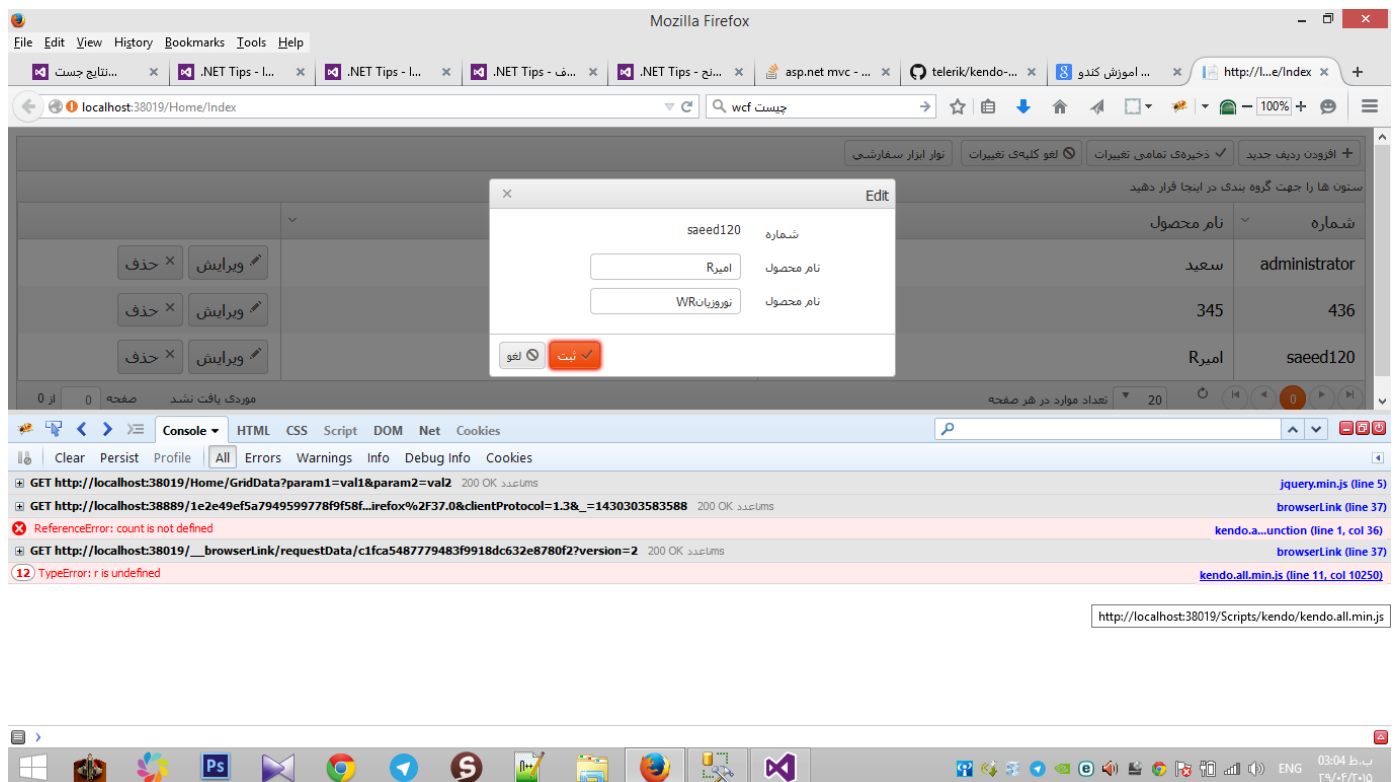 Mozilla Firefox
File Edit View History Bookmarks Tools Help
نتایج جست...
.NET Tips - ا...
.NET Tips - ا...
.NET Tips - ف...
.NET Tips - نح...
asp.net mvc - ...
telerik/kendo-...
اموزش کندو ...
http://l...e/Index
localhost:38019/Home/Index
wcf چیست
100%
افزودن ردیف جدید
ذخیره‌ی تمامی تغییرات
لغو کلیه‌ی تغییرات
نوار ابزار سفارشی
ستون ها را جهت گروه بندی در اینجا قرار دهید
شماره
نام محصول
administrator
سعید
ویرایش
حذف
436
345
ویرایش
حذف
saeed120
امیرR
ویرایش
حذف
Edit
شماره
saeed120
نام محصول
امیرR
نام محصول
نوروزیانWR
ثبت
لغو
0
20
تعداد موارد در هر صفحه
موردی یافت نشد
صفحه
0
از 0
Console HTML CSS Script DOM Net Cookies
Clear Persist Profile All Errors Warnings Info Debug Info Cookies
GET http://localhost:38019/Home/GridData?param1=val1&param2=val2 200 OK
jquery.min.js (line 5)
GET http://localhost:38889/1e2e49ef5a7949599778f9f58f...irefox%2F37.0&clientProtocol=1.3&_=1430303583588 200 OK
browserLink (line 37)
ReferenceError: count is not defined
kendo.a...unction (line 1, col 36)
GET http://localhost:38019/__browserLink/requestData/c1fca5487779483f9918dc632e8780f2?version=2 200 OK
browserLink (line 37)
12 TypeError: r is undefined
kendo.all.min.js (line 11, col 10250)
http://localhost:38019/Scripts/kendo/kendo.all.min.js
Ps
ENG
03:04 ب.ظ
۲۹/۰۴/۲۰۱۵